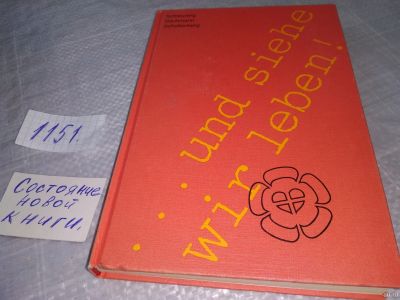 ...und siehe
wir leben!
1151.
Состояние
новой
книги.